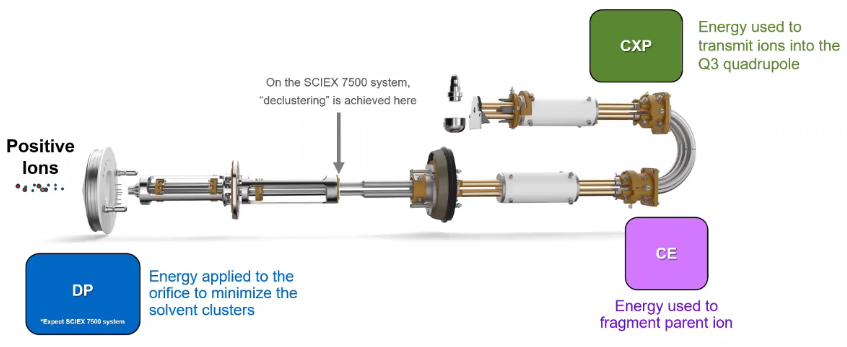 CXP
Energy used to
transmit ions into the
Q3 quadrupole
On the SCIEX 7500 system,
“declustering” is achieved here
Positive
Ions
CE
DP
*Expect SCIEX 7500 system
Energy applied to the
orifice to minimize the
solvent clusters
Energy used to
fragment parent ion